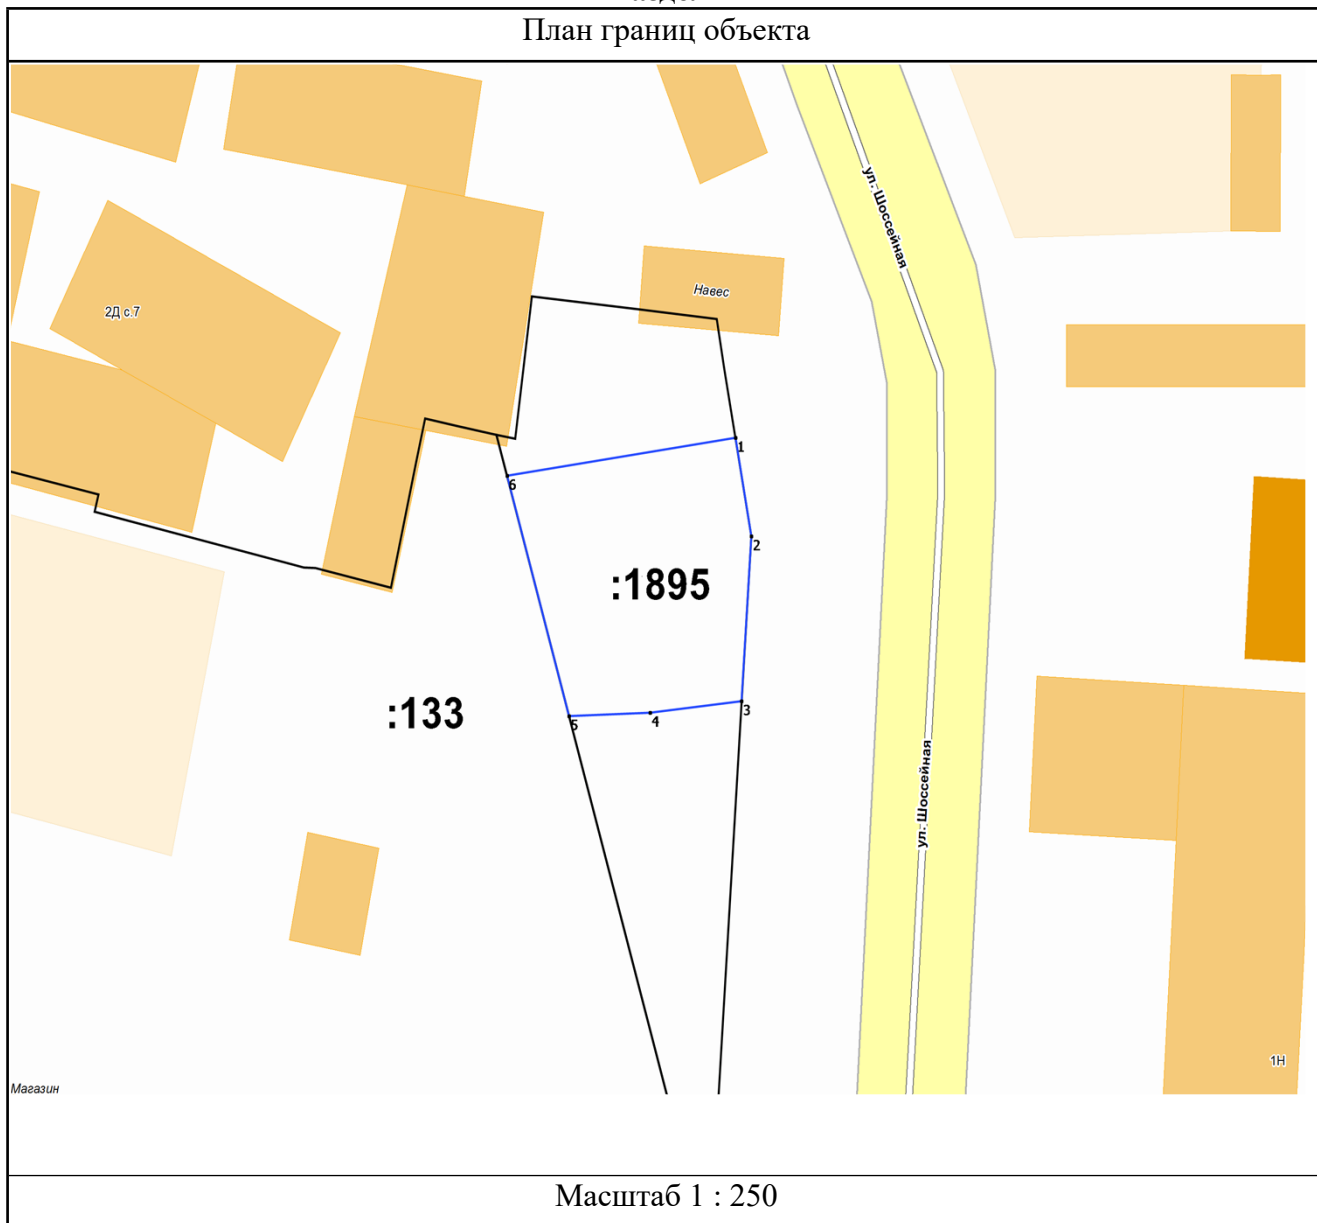 План границ объекта
ул. Шоссейная
Навес
2Д с.7
1
6
2
:1895
:133
3
4
5
ул. Шоссейная
1Н
Магазин
Масштаб 1 : 250